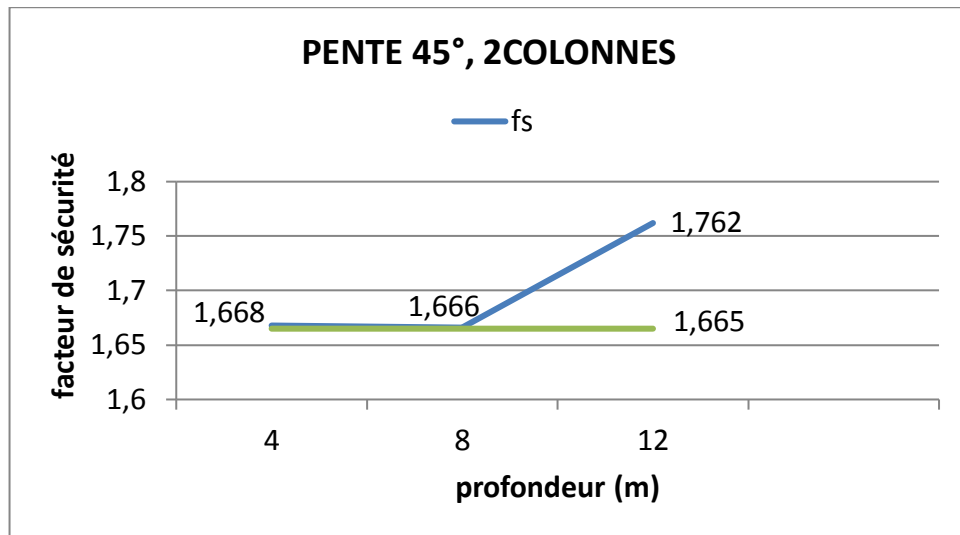 PENTE 45°, 2COLONNES
fs
facteur de sécurité
1,8
1,75
1,7
1,65
1,6
1,668
1,666
1,762
1,665
4 8 12
profondeur (m)